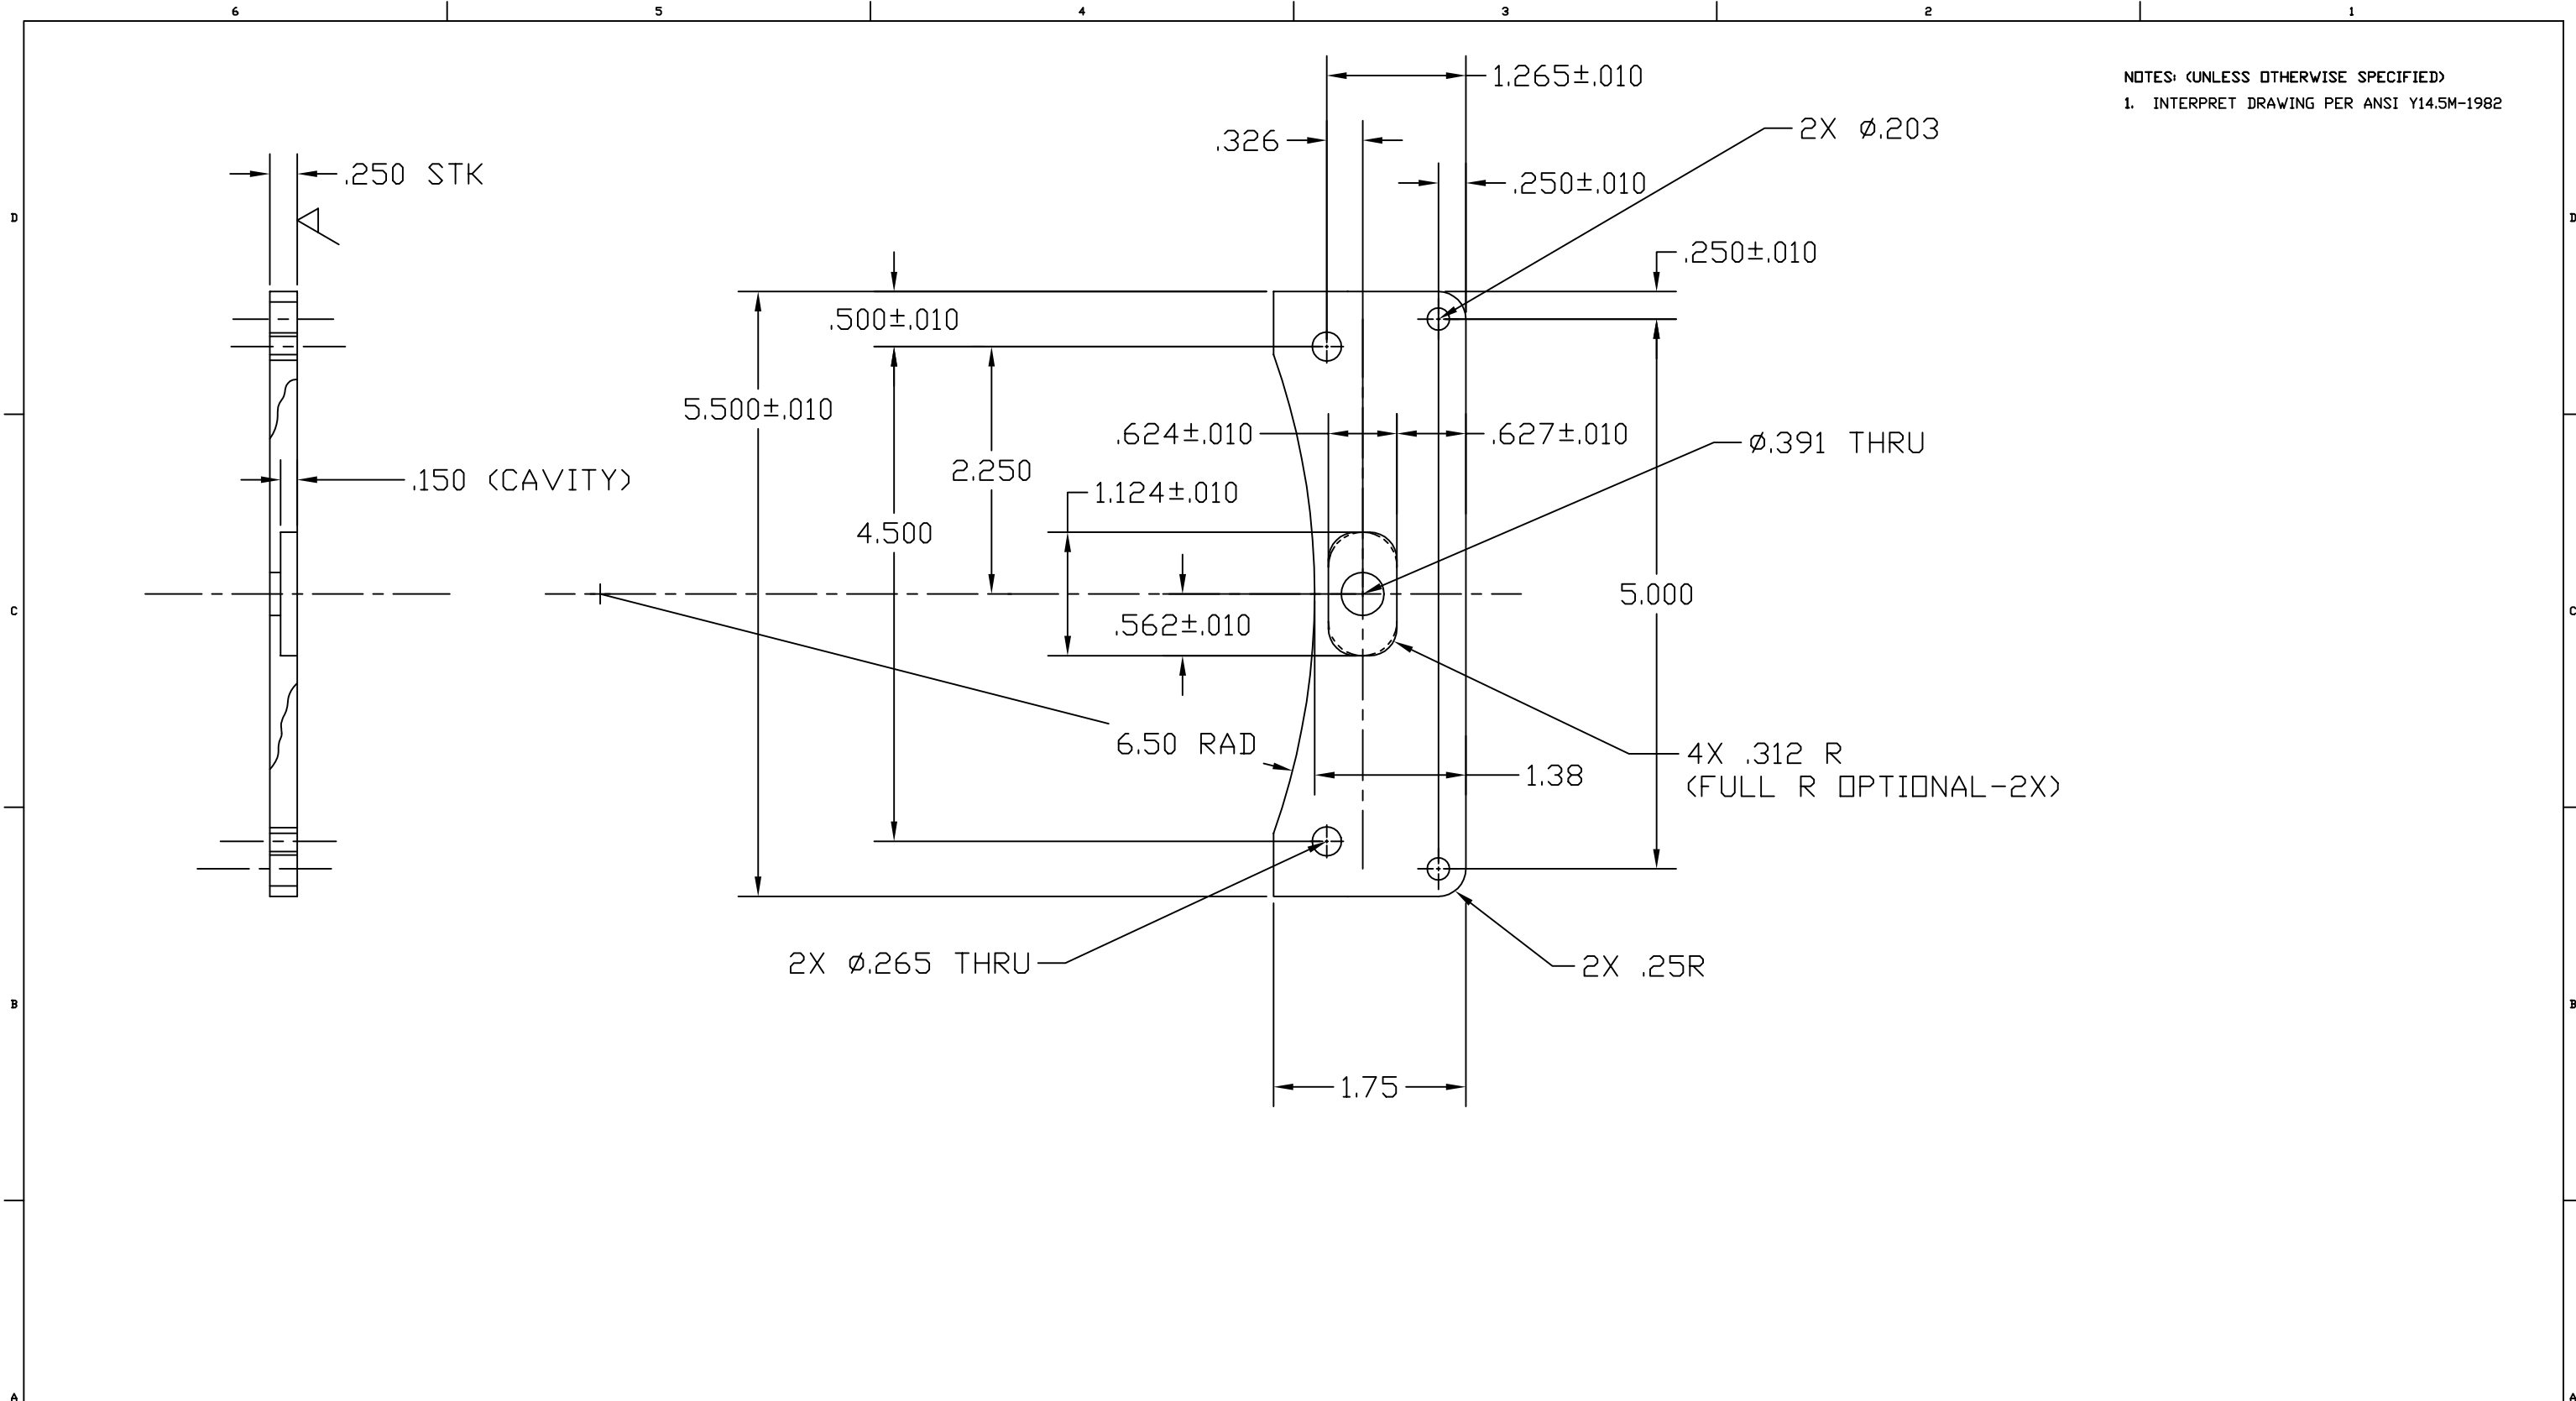 6 5 4 3 2 1
NOTES: (UNLESS OTHERWISE SPECIFIED)
1. INTERPRET DRAWING PER ANSI Y14.5M-1982
1.265±.010
.326
2X Ø.203
.250 STK
.250±.010
D D
.250±.010
.500±.010
5.500±.010
.624±.010
.627±.010
Ø.391 THRU
2.250
.150 (CAVITY)
1.124±.010
4.500
5.000
C C
.562±.010
6.50 RAD
4X .312 R
(FULL R OPTIONAL-2X)
1.38
2X Ø.265 THRU
2X .25R
B B
1.75
A A